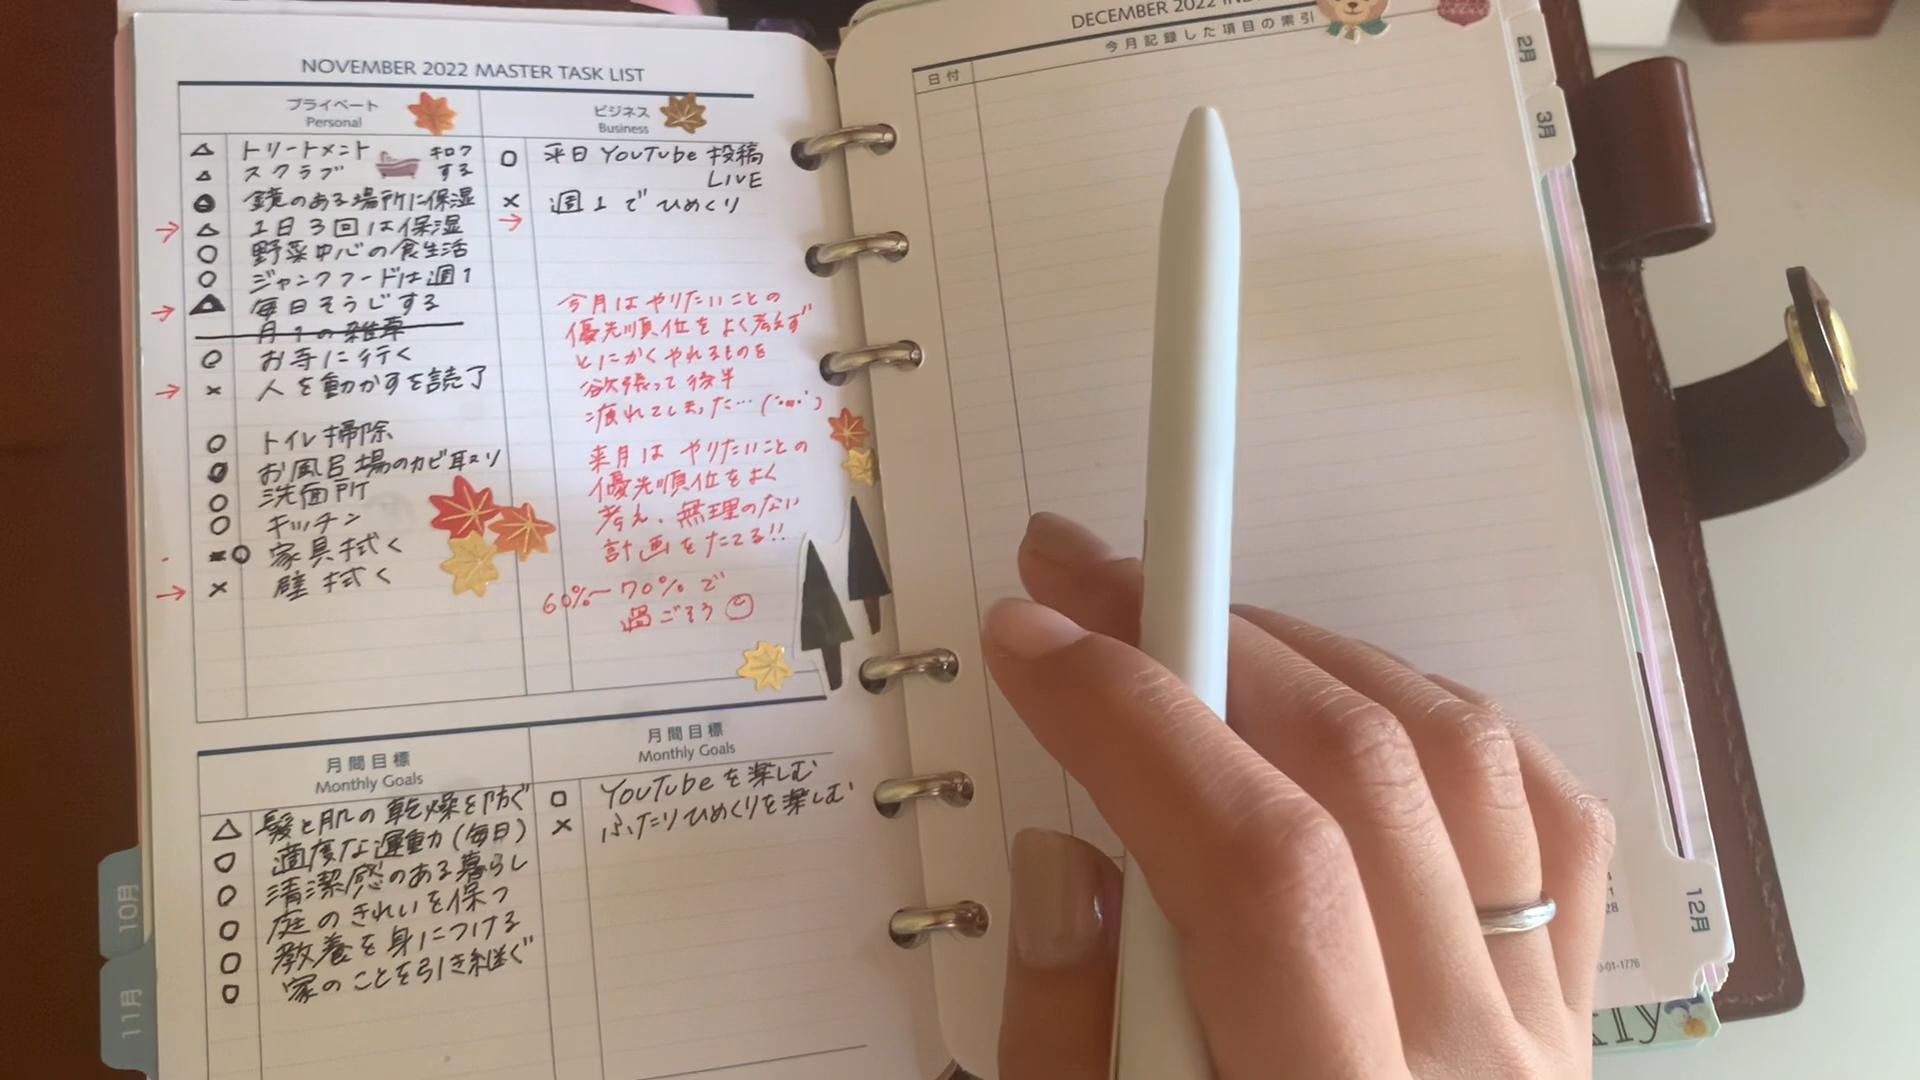 NOVEMBER 2022 MASTER TASK LIST
プライベート
Personal
△ トリートメント
△ スクラブ
する
鏡のある場所に保湿
→ △ 1日3回は保湿
○ 野菜中心の食生活
○ ジャンクフードは週1
→ △ 毎日そうじする
月1の雑草
○ お寺に行く
→ × 人を動かすを読了
○ トイレ掃除
お風呂場のカビ取り
○ 洗面所
○ キッチン
○ 家具拭く
→ × 壁拭く
ビジネス
Business
○ 平日 YouTube 投稿
LIVE
× 週1でひめくり
→
今月はやりたいことの
優先順位をよく考えず
とにかくやれるものを
欲張って後半
疲れてしまった…
来月はやりたいことの
優先順位をよく
考え、無理のない
計画をたてる!!
60%〜70%で
過ごそう
月間目標
Monthly Goals
△ 髪と肌の乾燥を防ぐ
○ 適度な運動(毎日)
○ 清潔感のある暮らし
○ 庭のきれいを保つ
○ 教養を身につける
○ 家のことを引き継ぐ
月間目標
Monthly Goals
○ YouTubeを楽しむ
× ふたりひめくりを楽しむ
10月
11月
DECEMBER 2022
今月記録した項目の索引
日付
2月
3月
12月
28
0-01-1776